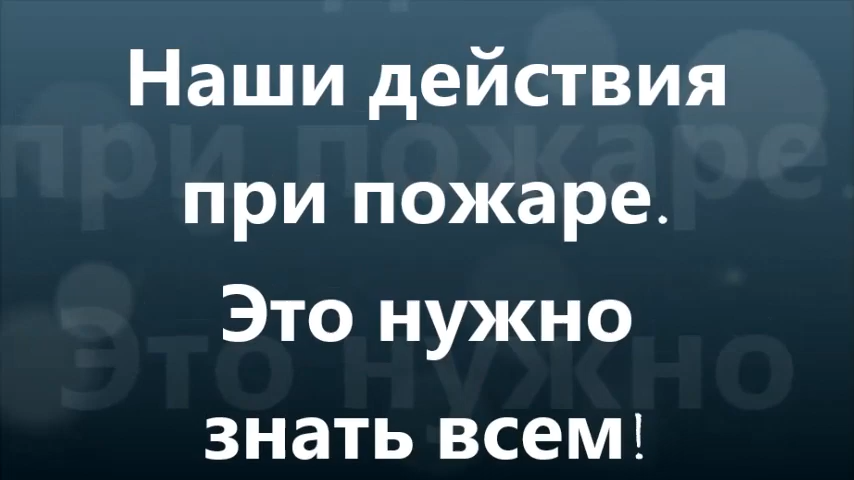 Наши действия
при пожаре.
Это нужно
знать всем!